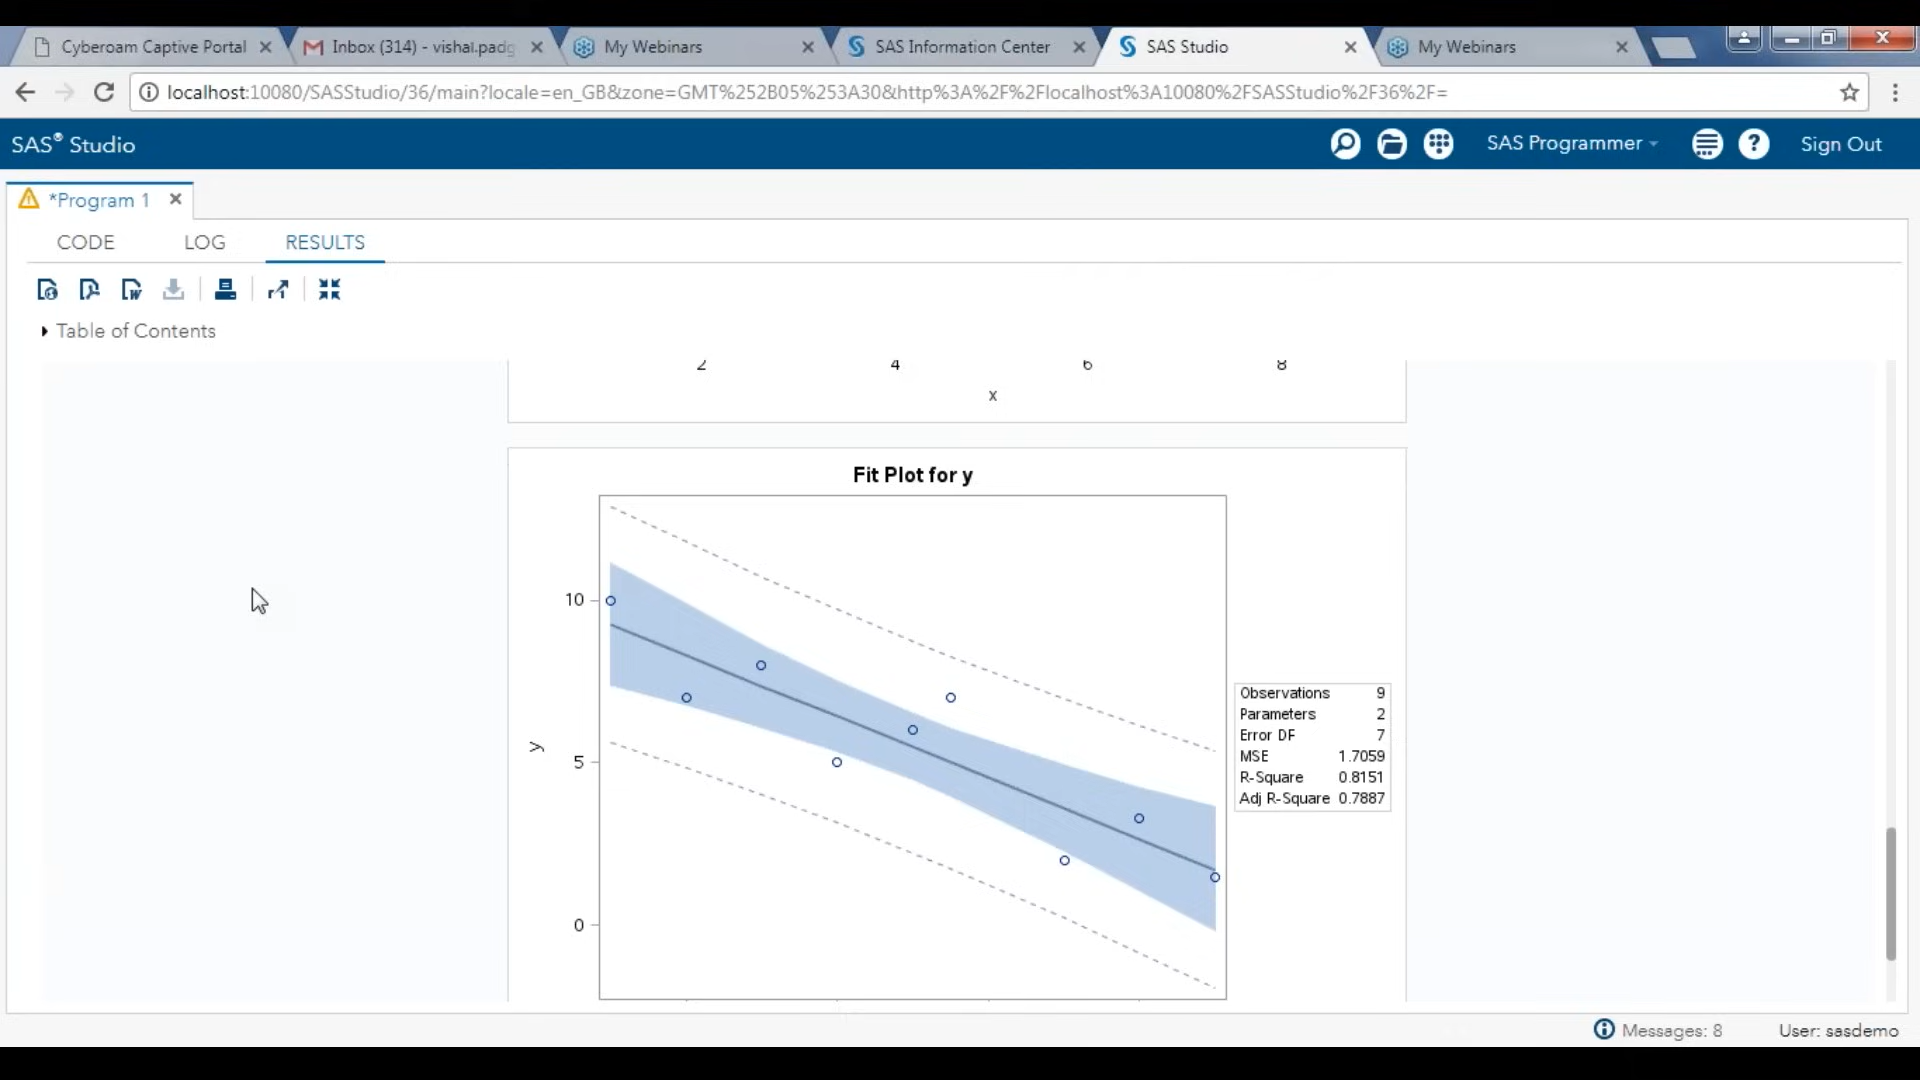 Cyberoam Captive Portal
Inbox (314) - vishal.padg
My Webinars
SAS Information Center
SAS Studio
My Webinars
localhost:10080/SASStudio/36/main?locale=en_GB&zone=GMT%252B05%253A30&http%3A%2F%2Flocalhost%3A10080%2FSASStudio%2F36%2F=
SAS® Studio
SAS Programmer
Sign Out
*Program 1
CODE
LOG
RESULTS
Table of Contents
2 4 6 8
x
Fit Plot for y
10
5
0
y
Observations 9
Parameters 2
Error DF 7
MSE 1.7059
R-Square 0.8151
Adj R-Square 0.7887
Messages: 8
User: sasdemo